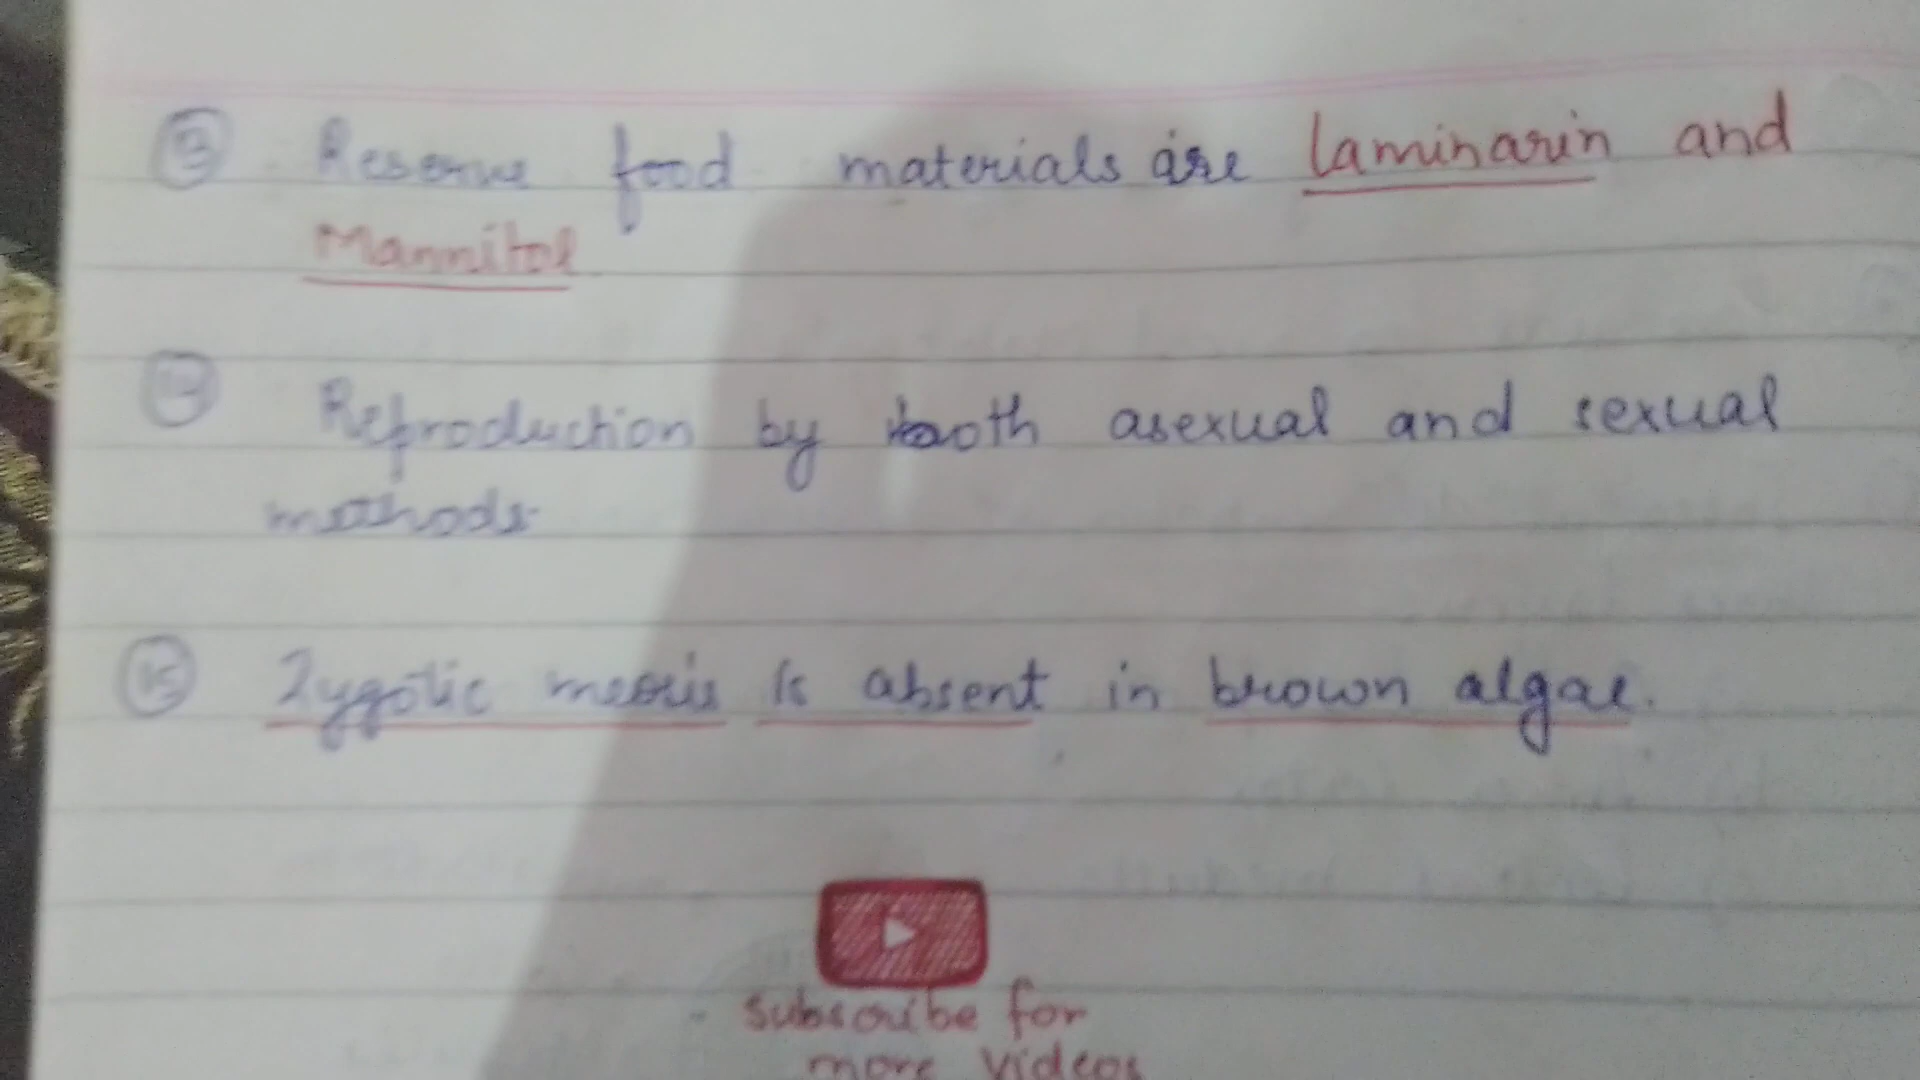 ⑬ Reserve food materials are laminarin and
Mannitol
⑭ Reproduction by both asexual and sexual
methods
⑮ Zygotic meosis is absent in brown algae.
Subscribe for
more videos